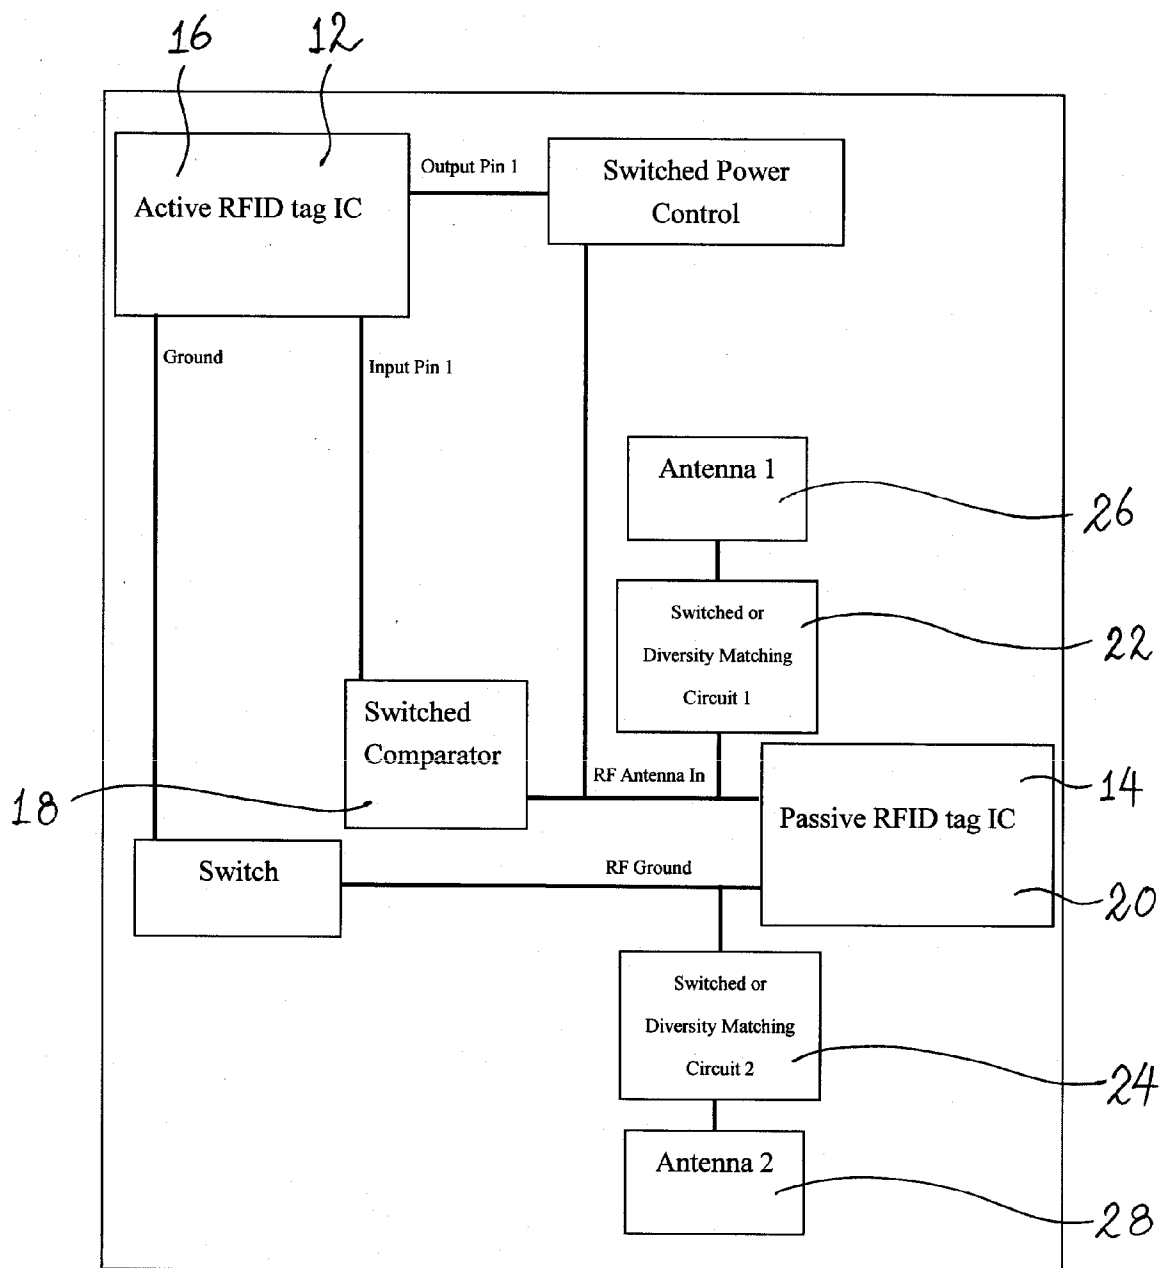 16
12
Active RFID tag IC
Output Pin 1
Switched Power
Control
Ground
Input Pin 1
Antenna 1
26
Switched or
Diversity Matching
Circuit 1
22
Switched
Comparator
18
RF Antenna In
14
Passive RFID tag IC
20
Switch
RF Ground
Switched or
Diversity Matching
Circuit 2
24
Antenna 2
28